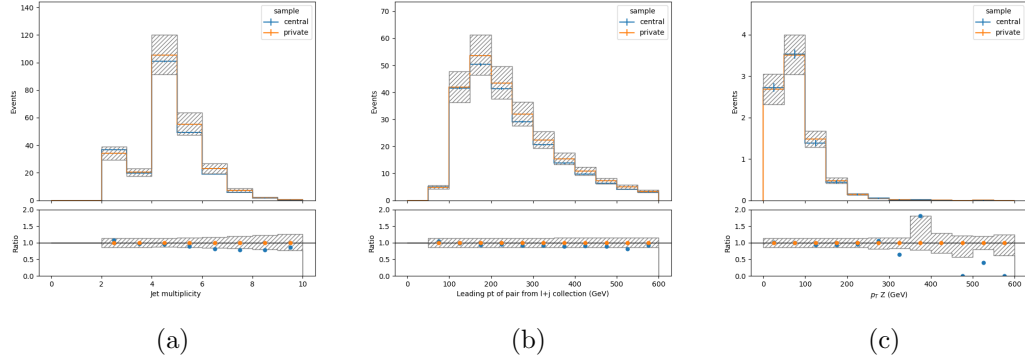 140
120
100
80
60
40
20
0
Events
sample
central
private
2.0
1.5
1.0
0.5
0.0
Ratio
0 2 4 6 8 10
Jet multiplicity
(a)
80
70
60
50
40
30
20
10
0
Events
sample
central
private
2.0
1.5
1.0
0.5
0.0
Ratio
0 100 200 300 400 500 600
Leading pt of pair from l+j collection (GeV)
(b)
4
3
2
1
0
Events
sample
central
private
2.0
1.5
1.0
0.5
0.0
Ratio
0 100 200 300 400 500 600
pT Z (GeV)
(c)